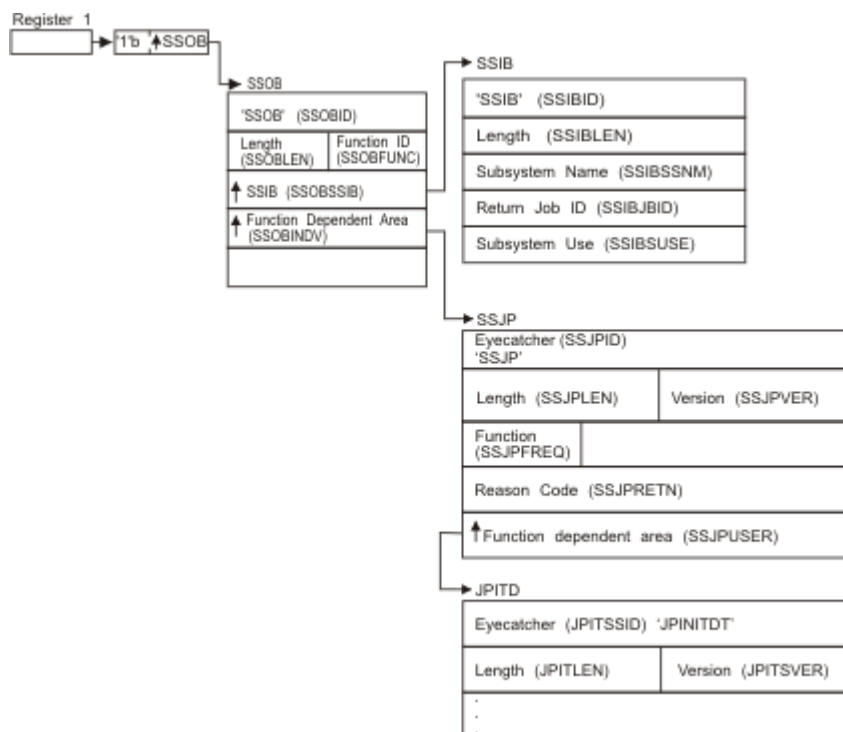 Register 1
'1'b SSOB
SSOB
'SSOB' (SSOBID)
Length
(SSOBLEN)
Function ID
(SSOBFUNC)
SSIB (SSOBSSIB)
Function Dependent Area
(SSOBINDV)
SSIB
'SSIB' (SSIBID)
Length (SSIBLEN)
Subsystem Name (SSIBSSNM)
Return Job ID (SSIBJBID)
Subsystem Use (SSIBSUSE)
SSJP
Eyecatcher (SSJPID)
'SSJP'
Length (SSJPLEN)
Version (SSJPVER)
Function
(SSJPFREQ)
Reason Code (SSJPRETN)
Function dependent area (SSJPUSER)
JPITD
Eyecatcher (JPITSSID) 'JPINITDT'
Length (JPITLEN)
Version (JPITSVER)
.
.
.